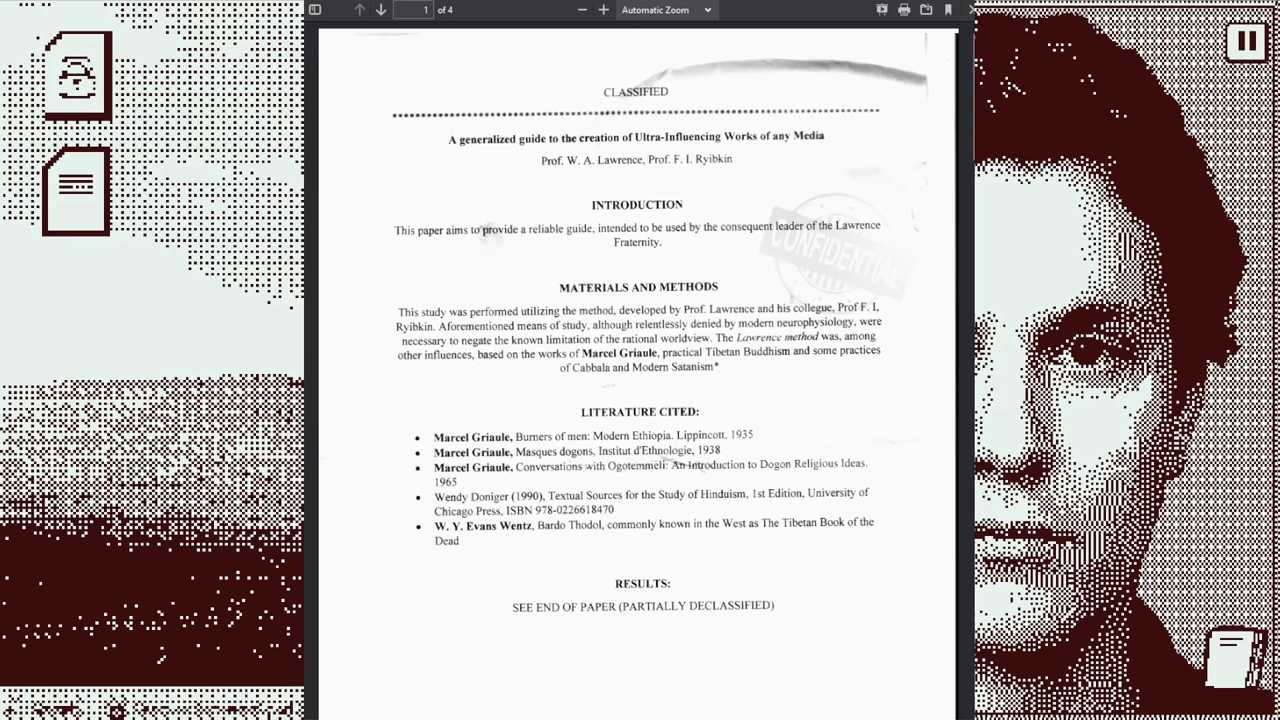 1 of 4
Automatic Zoom
CLASSIFIED
A generalized guide to the creation of Ultra-Influencing Works of any Media
Prof. W. A. Lawrence, Prof. F. I. Ryibkin
INTRODUCTION
This paper aims to provide a reliable guide, intended to be used by the consequent leader of the Lawrence
Fraternity.
CONFIDENTIAL
MATERIALS AND METHODS
This study was performed utilizing the method, developed by Prof. Lawrence and his collegue, Prof F. I,
Ryibkin. Aforementioned means of study, although relentlessly denied by modern neurophysiology, were
necessary to negate the known limitation of the rational worldview. The Lawrence method was, among
other influences, based on the works of Marcel Griaule, practical Tibetan Buddhism and some practices
of Cabbala and Modern Satanism*
LITERATURE CITED:
• Marcel Griaule, Burners of men: Modern Ethiopia. Lippincott. 1935
• Marcel Griaule, Masques dogons, Institut d'Ethnologie, 1938
• Marcel Griaule, Conversations with Ogotemmeli: An Introduction to Dogon Religious Ideas.
1965
• Wendy Doniger (1990), Textual Sources for the Study of Hinduism, 1st Edition, University of
Chicago Press, ISBN 978-0226618470
• W. Y. Evans Wentz, Bardo Thodol, commonly known in the West as The Tibetan Book of the
Dead
RESULTS:
SEE END OF PAPER (PARTIALLY DECLASSIFIED)